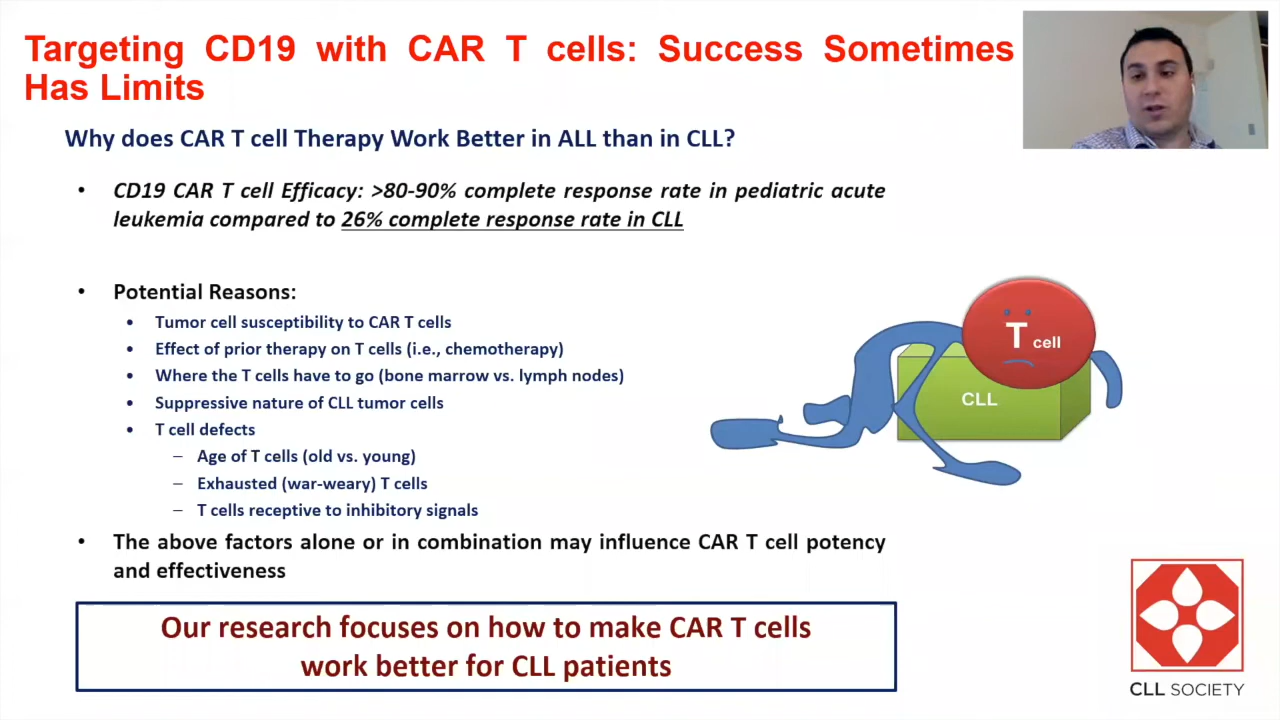 Targeting CD19 with CAR T cells: Success Sometimes
Has Limits
Why does CAR T cell Therapy Work Better in ALL than in CLL?
• CD19 CAR T cell Efficacy: >80-90% complete response rate in pediatric acute
leukemia compared to 26% complete response rate in CLL
• Potential Reasons:
• Tumor cell susceptibility to CAR T cells
• Effect of prior therapy on T cells (i.e., chemotherapy)
• Where the T cells have to go (bone marrow vs. lymph nodes)
• Suppressive nature of CLL tumor cells
• T cell defects
– Age of T cells (old vs. young)
– Exhausted (war-weary) T cells
– T cells receptive to inhibitory signals
• The above factors alone or in combination may influence CAR T cell potency
and effectiveness
Our research focuses on how to make CAR T cells
work better for CLL patients
T cell
CLL
CLL SOCIETY